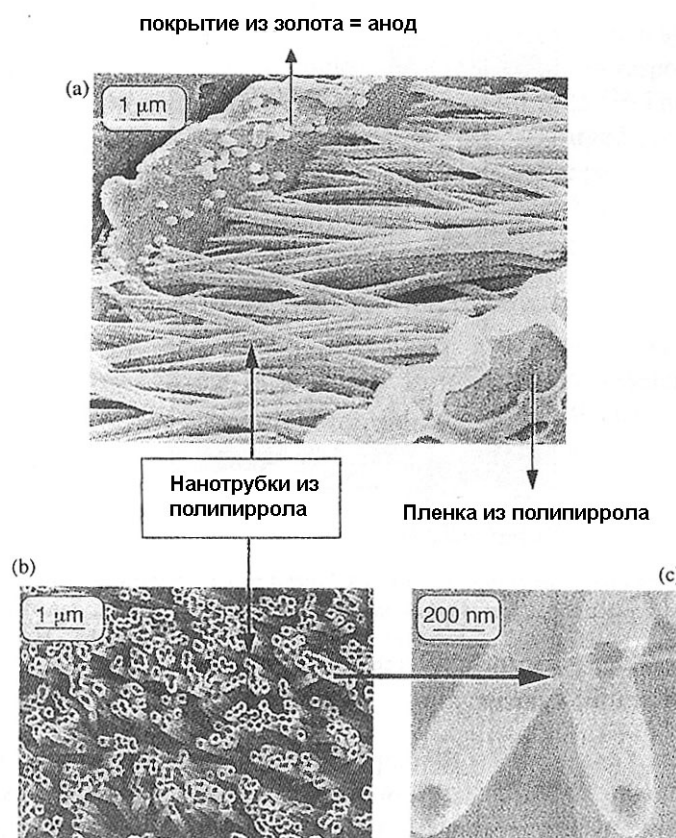 покрытие из золота = анод
(a)
1 μm
Нанотрубки из
полипиррола
Пленка из полипиррола
(b)
1 μm
(c)
200 nm